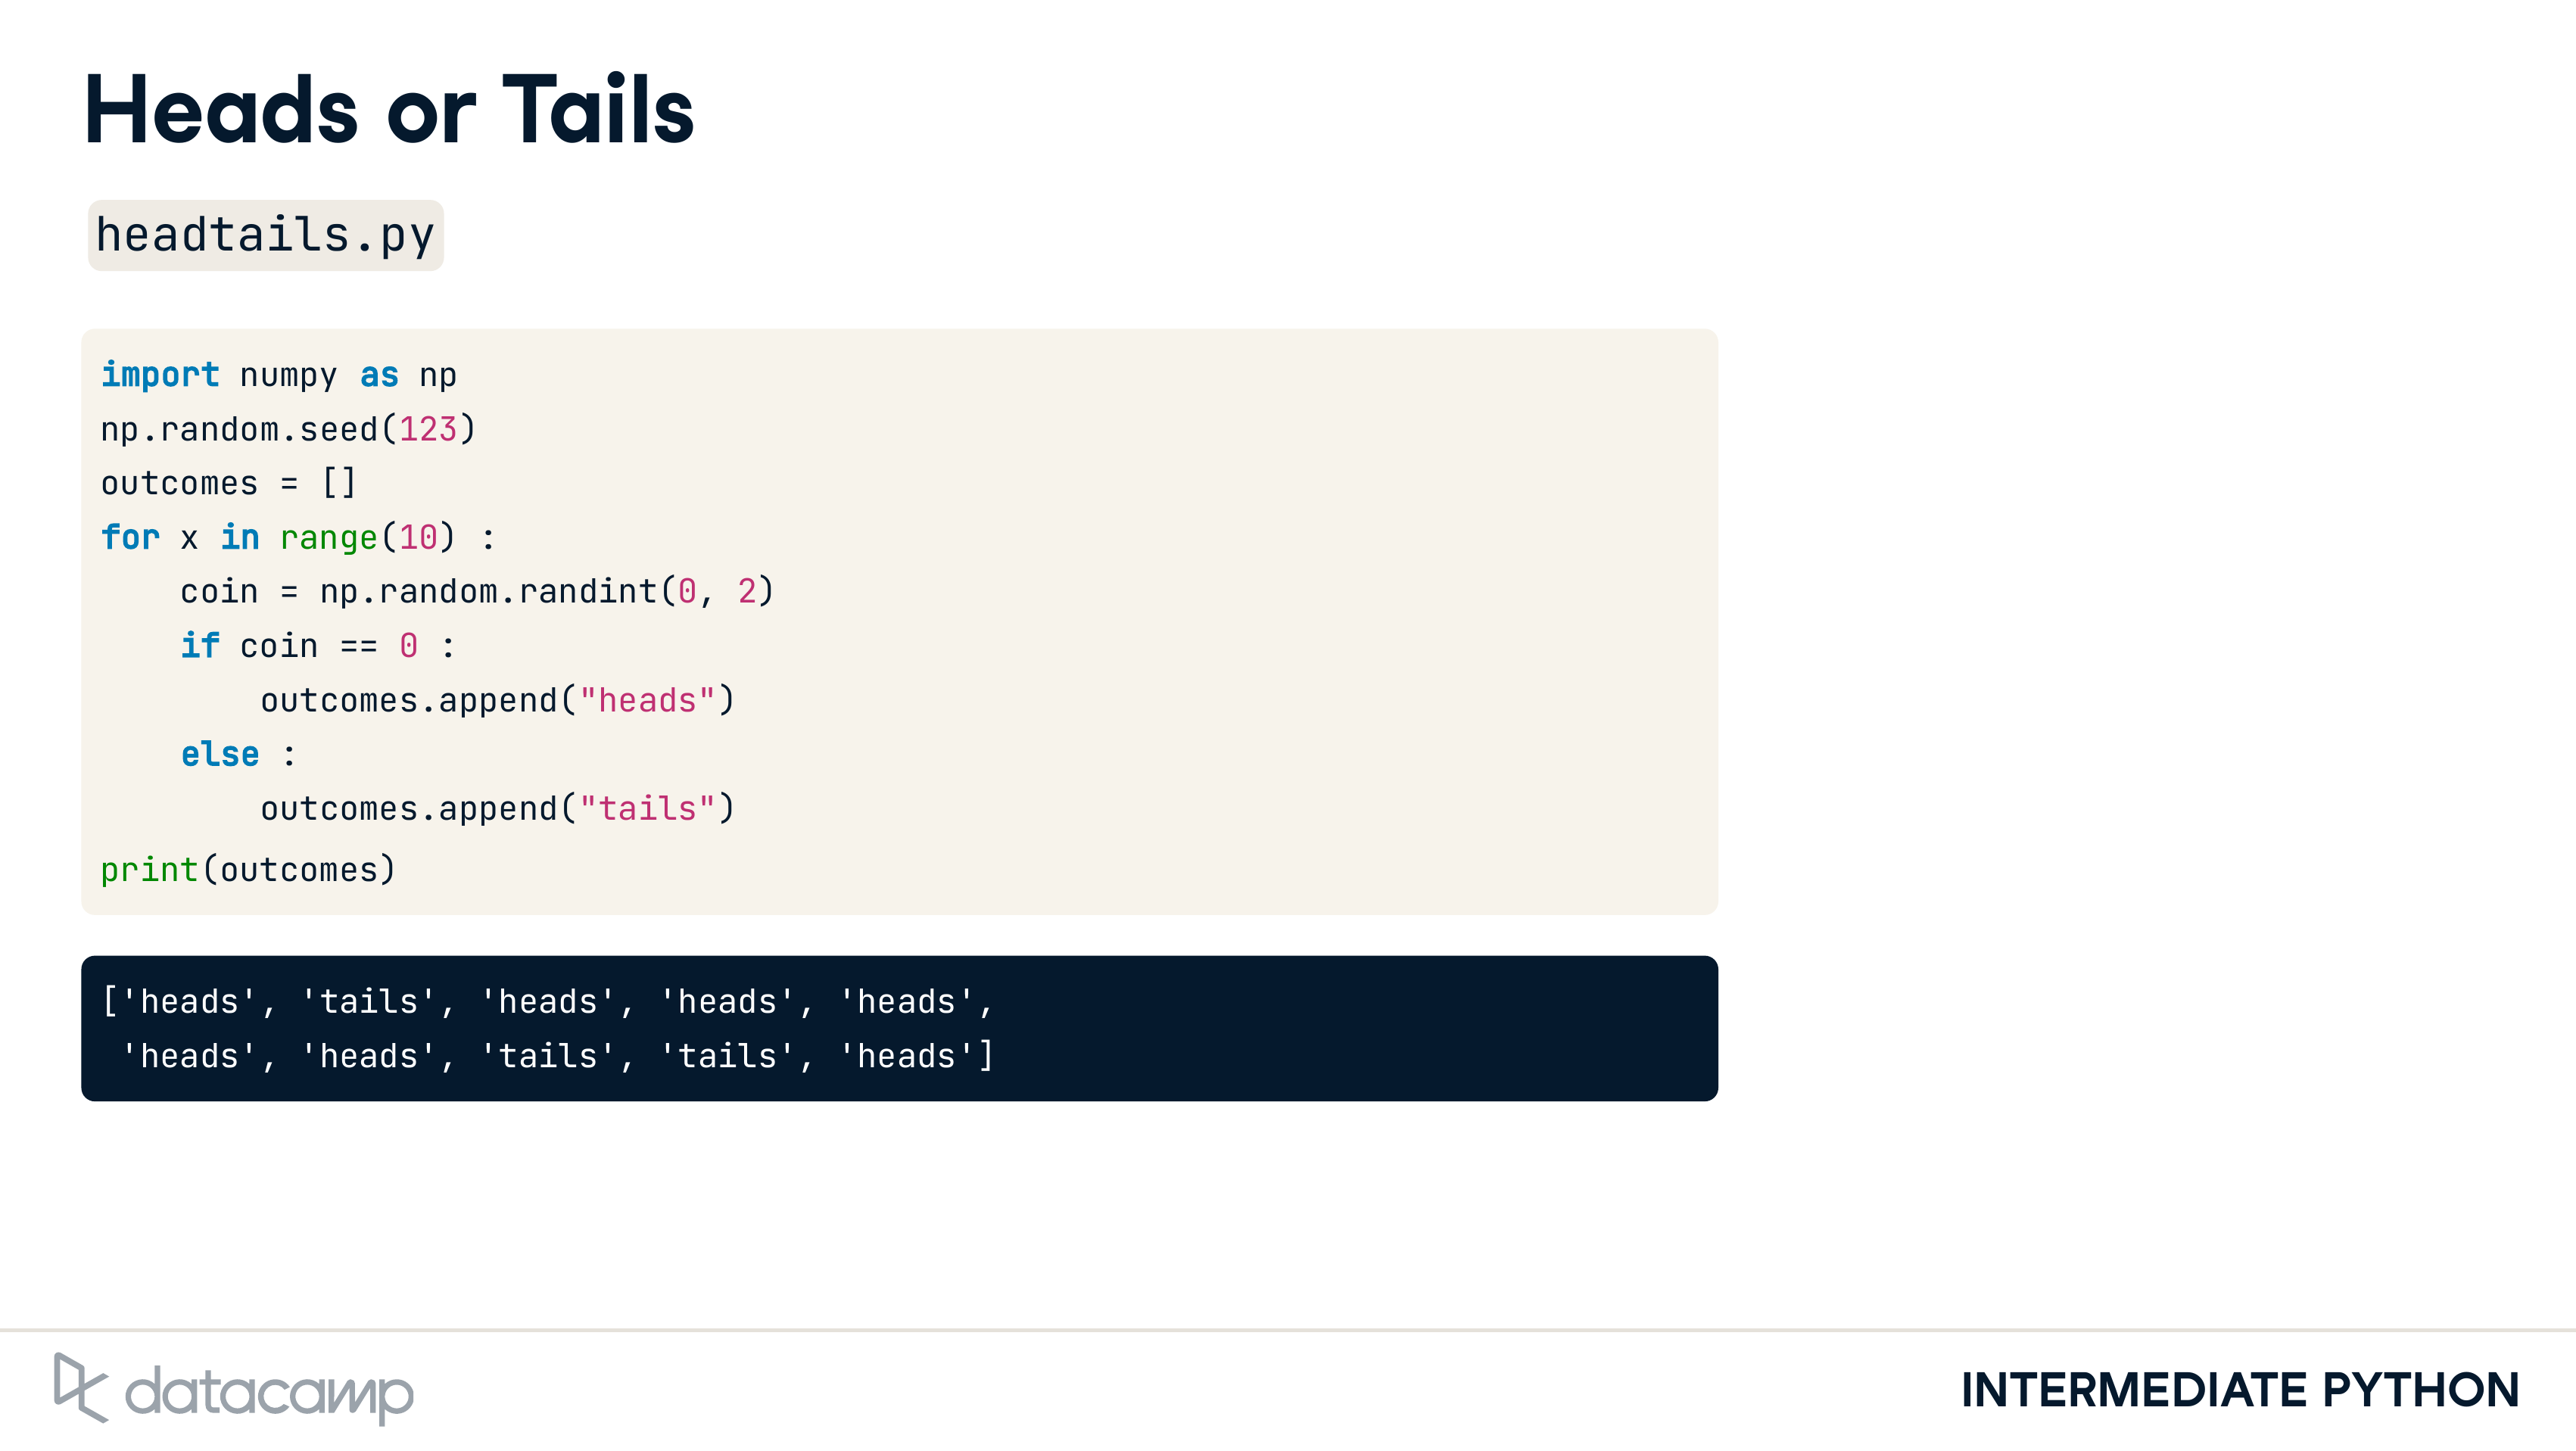 Heads or Tails
headtails.py
import numpy as np
np.random.seed(123)
outcomes = []
for x in range(10) :
    coin = np.random.randint(0, 2)
    if coin == 0 :
        outcomes.append("heads")
    else :
        outcomes.append("tails")
print(outcomes)
['heads', 'tails', 'heads', 'heads', 'heads',
 'heads', 'heads', 'tails', 'tails', 'heads']
datacamp
INTERMEDIATE PYTHON